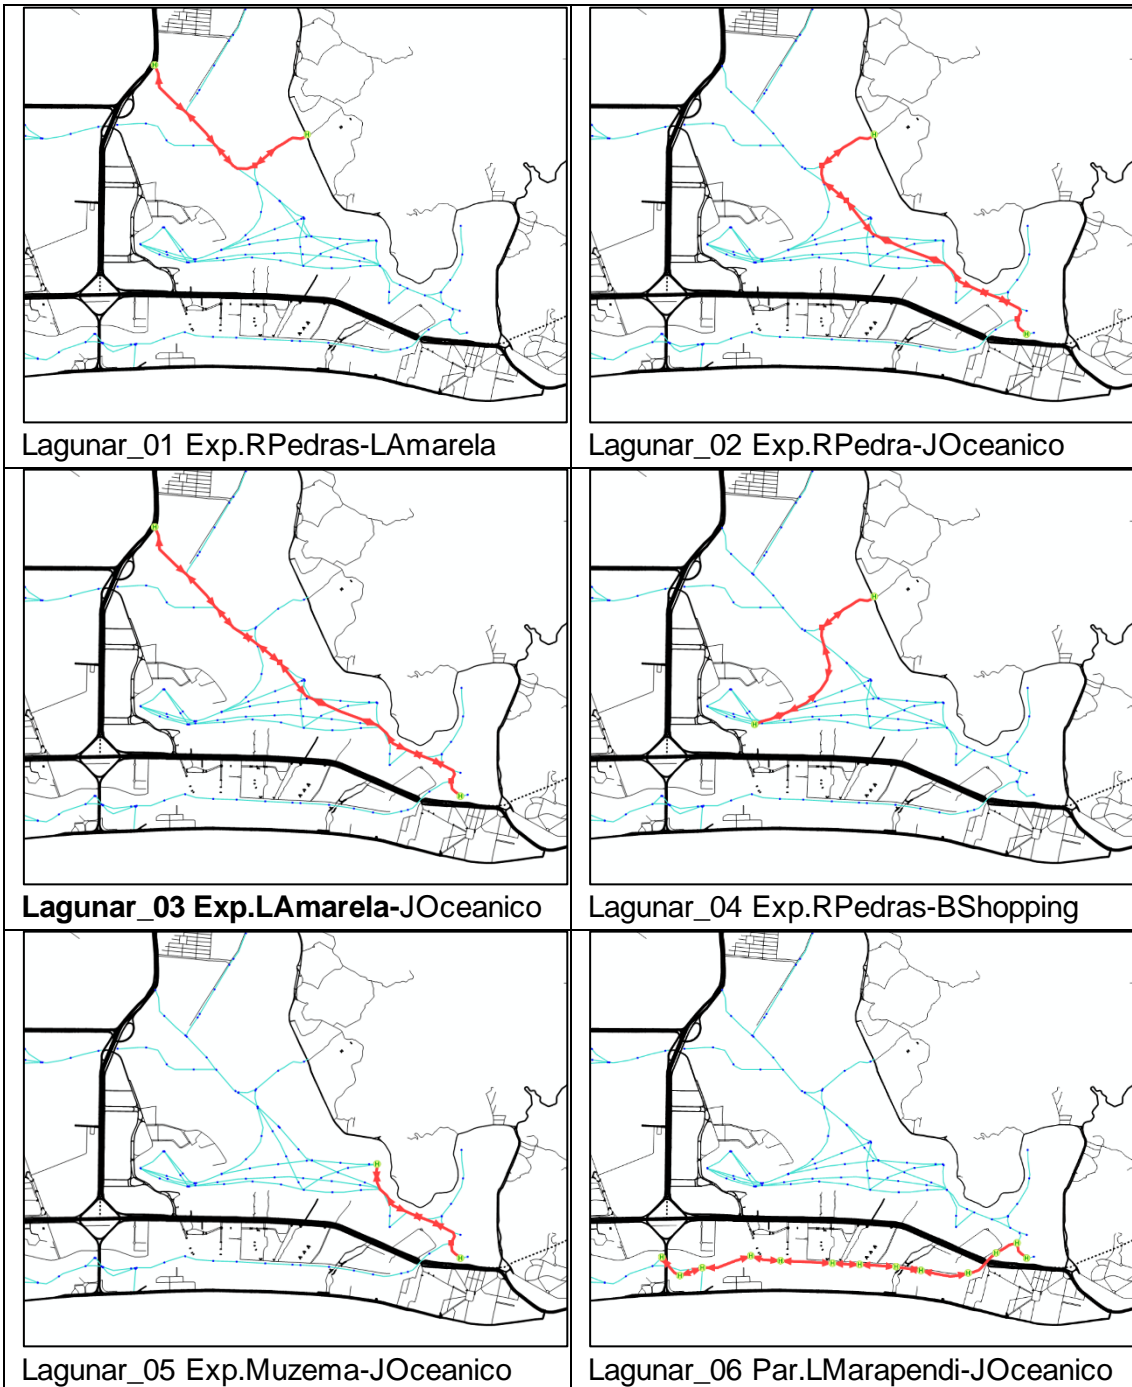 Lagunar_01 Exp.RPedras-LAmarela
Lagunar_02 Exp.RPedra-JOceanico
Lagunar_03 Exp.LAmarela-JOceanico
Lagunar_04 Exp.RPedras-BShopping
Lagunar_05 Exp.Muzema-JOceanico
Lagunar_06 Par.LMarapendi-JOceanico